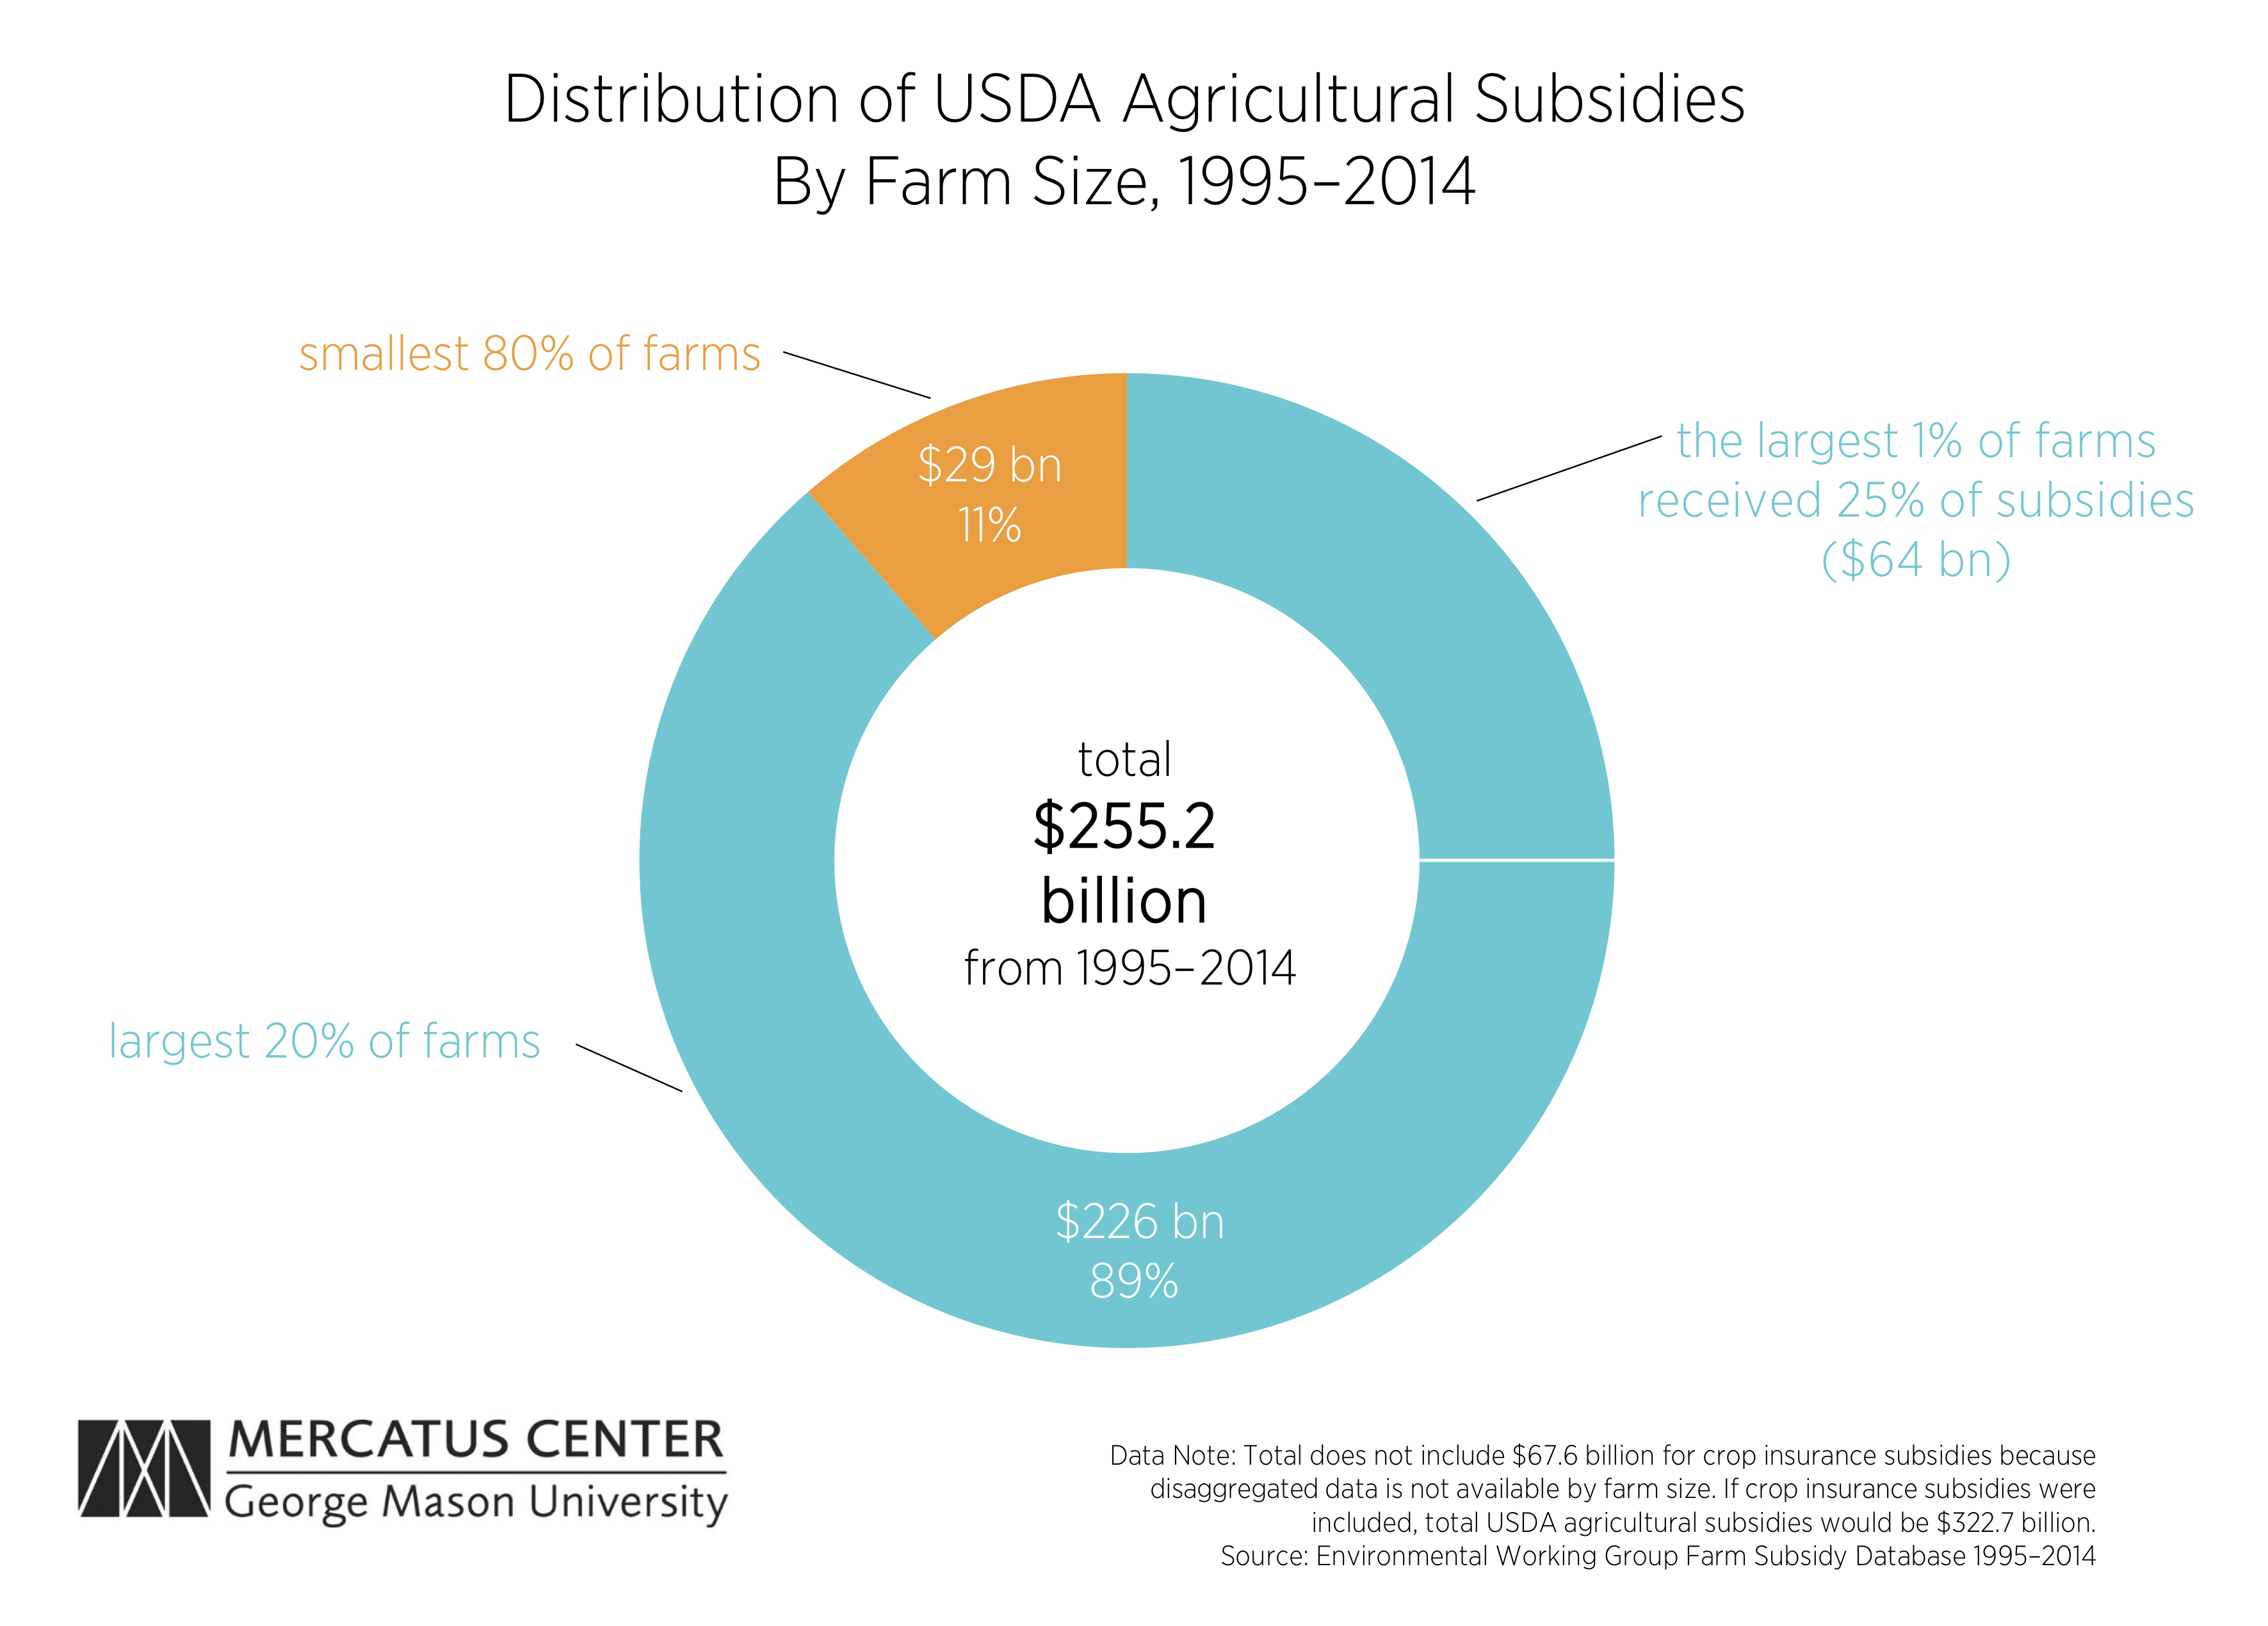 Distribution of USDA Agricultural Subsidies
By Farm Size, 1995–2014
smallest 80% of farms
$29 bn
11%
the largest 1% of farms
received 25% of subsidies
($64 bn)
total
$255.2
billion
from 1995–2014
largest 20% of farms
$226 bn
89%
MERCATUS CENTER
George Mason University
Data Note: Total does not include $67.6 billion for crop insurance subsidies because
disaggregated data is not available by farm size. If crop insurance subsidies were
included, total USDA agricultural subsidies would be $322.7 billion.
Source: Environmental Working Group Farm Subsidy Database 1995–2014